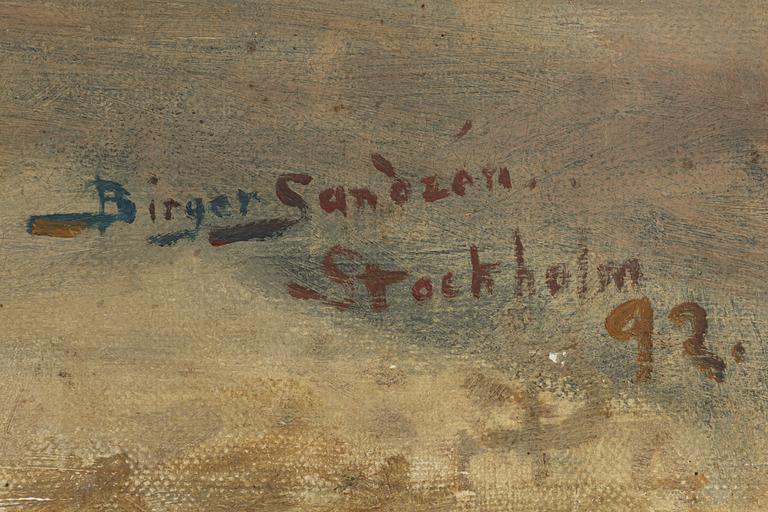 Birger Sandzén.
Stockholm
92.